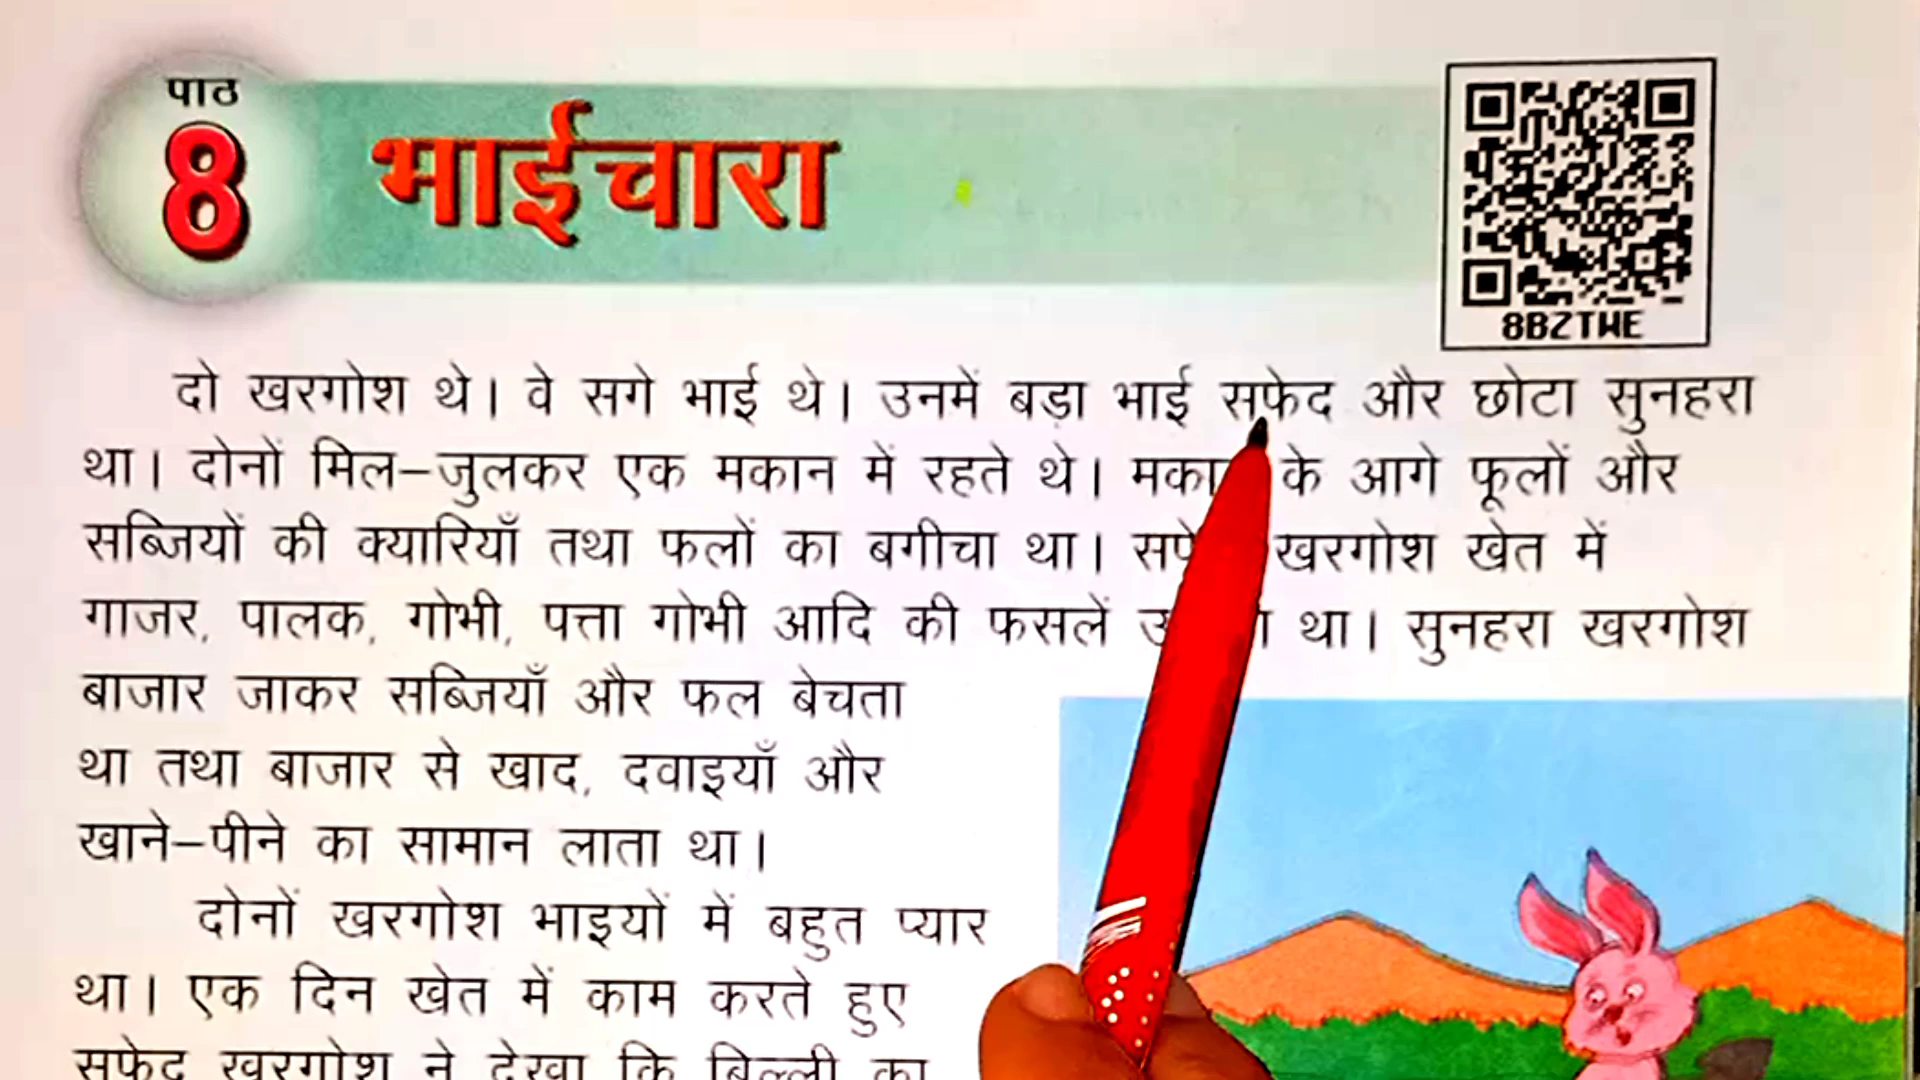 पाठ
8
भाईचारा
8BZTWE
दो खरगोश थे। वे सगे भाई थे। उनमें बड़ा भाई सफेद और छोटा सुनहरा
था। दोनों मिल–जुलकर एक मकान में रहते थे। के आगे फूलों और
सब्जियों की क्यारियाँ तथा फलों का बगीचा था। खरगोश खेत में
गाजर, पालक, गोभी, पत्ता गोभी आदि की फसलें था। सुनहरा खरगोश
बाजार जाकर सब्जियाँ और फल बेचता
था तथा बाजार से खाद, दवाइयाँ और
खाने–पीने का सामान लाता था।
दोनों खरगोश भाइयों में बहुत प्यार
था। एक दिन खेत में काम करते हुए
सफेद खरगोश ने देखा कि बिल्ली का